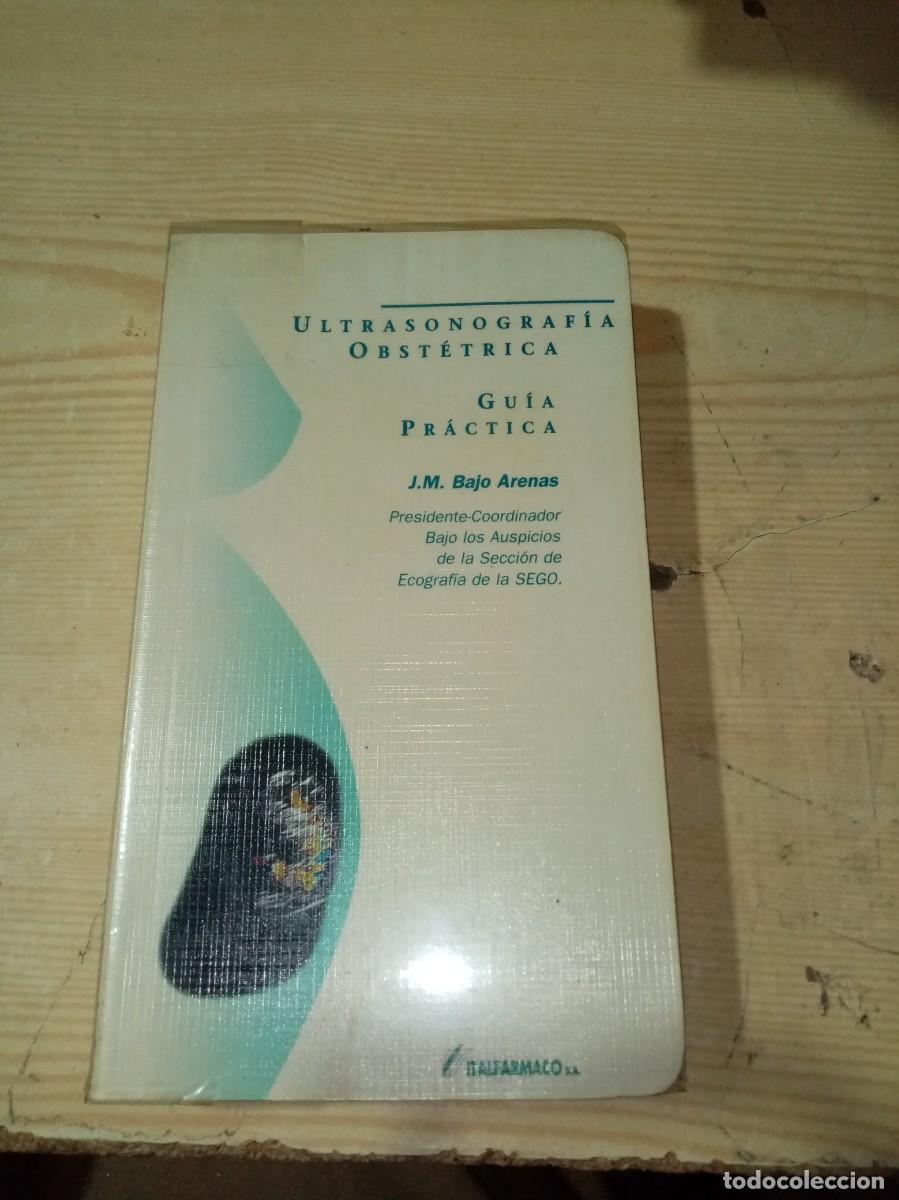 ULTRASONOGRAFÍA
OBSTÉTRICA
GUÍA
PRÁCTICA
J.M. Bajo Arenas
Presidente-Coordinador
Bajo los Auspicios
de la Sección de
Ecografía de la SEGO.
ITALFARMACO S.A.
todocoleccion